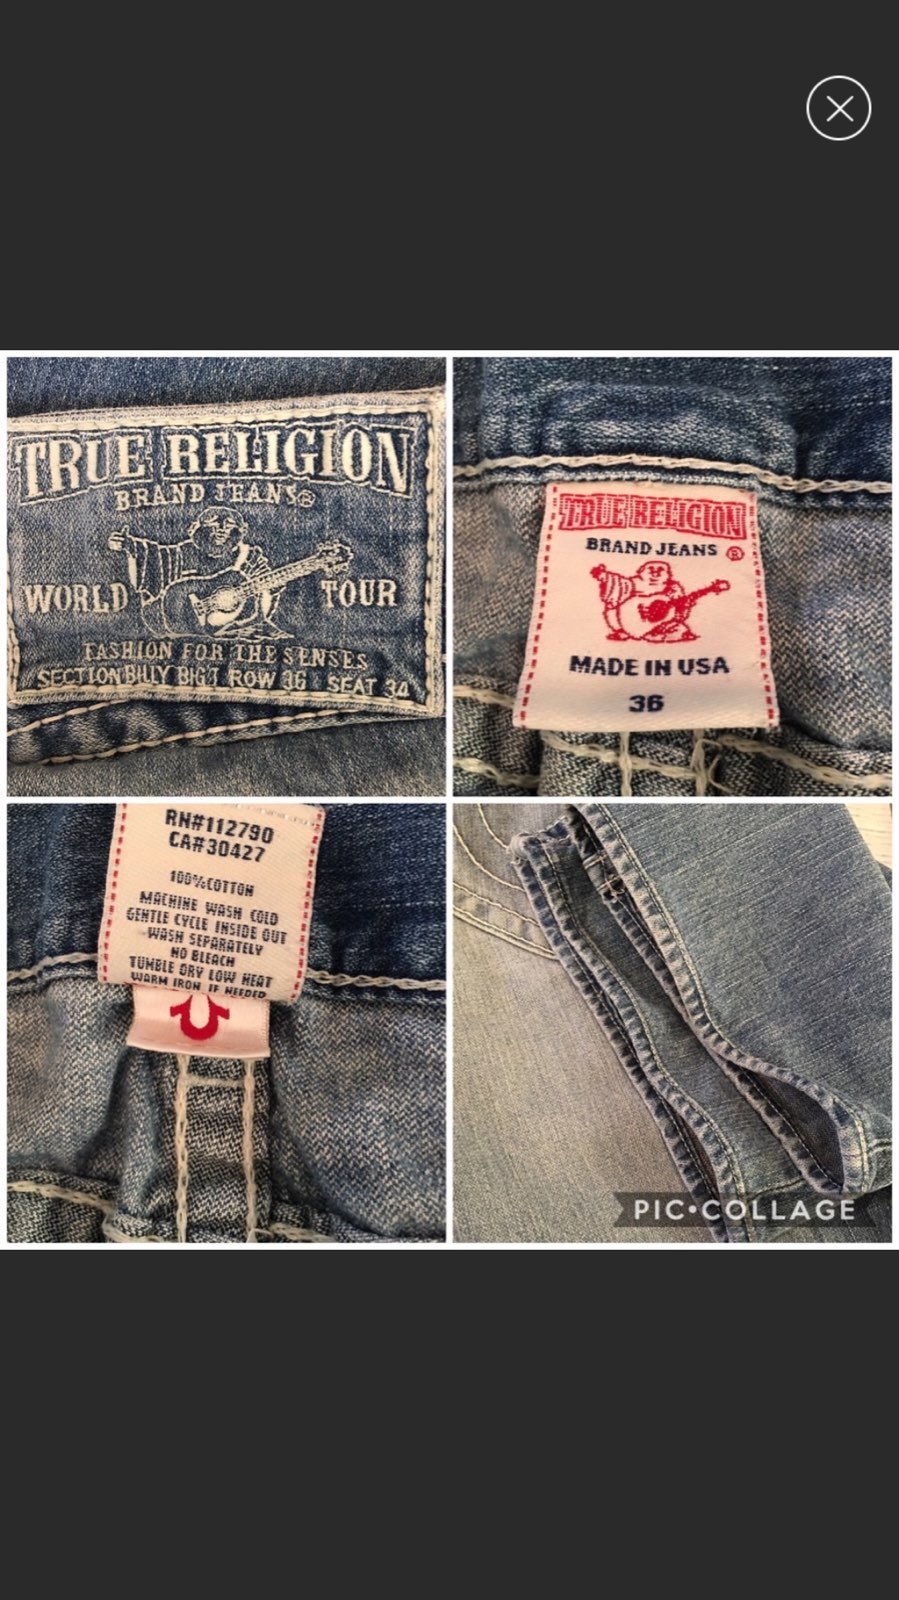 TRUE RELIGION
BRAND JEANS®
WORLD TOUR
FASHION FOR THE SENSES
SECTION BILLY BIG T ROW 36 SEAT 34
TRUE RELIGION
BRAND JEANS ®
MADE IN USA
36
RN#112790
CA#30427
100%COTTON
MACHINE WASH COLD
GENTLE CYCLE INSIDE OUT
WASH SEPARATELY
NO BLEACH
TUMBLE DRY LOW HEAT
WARM IRON IF NEEDED
PIC•COLLAGE